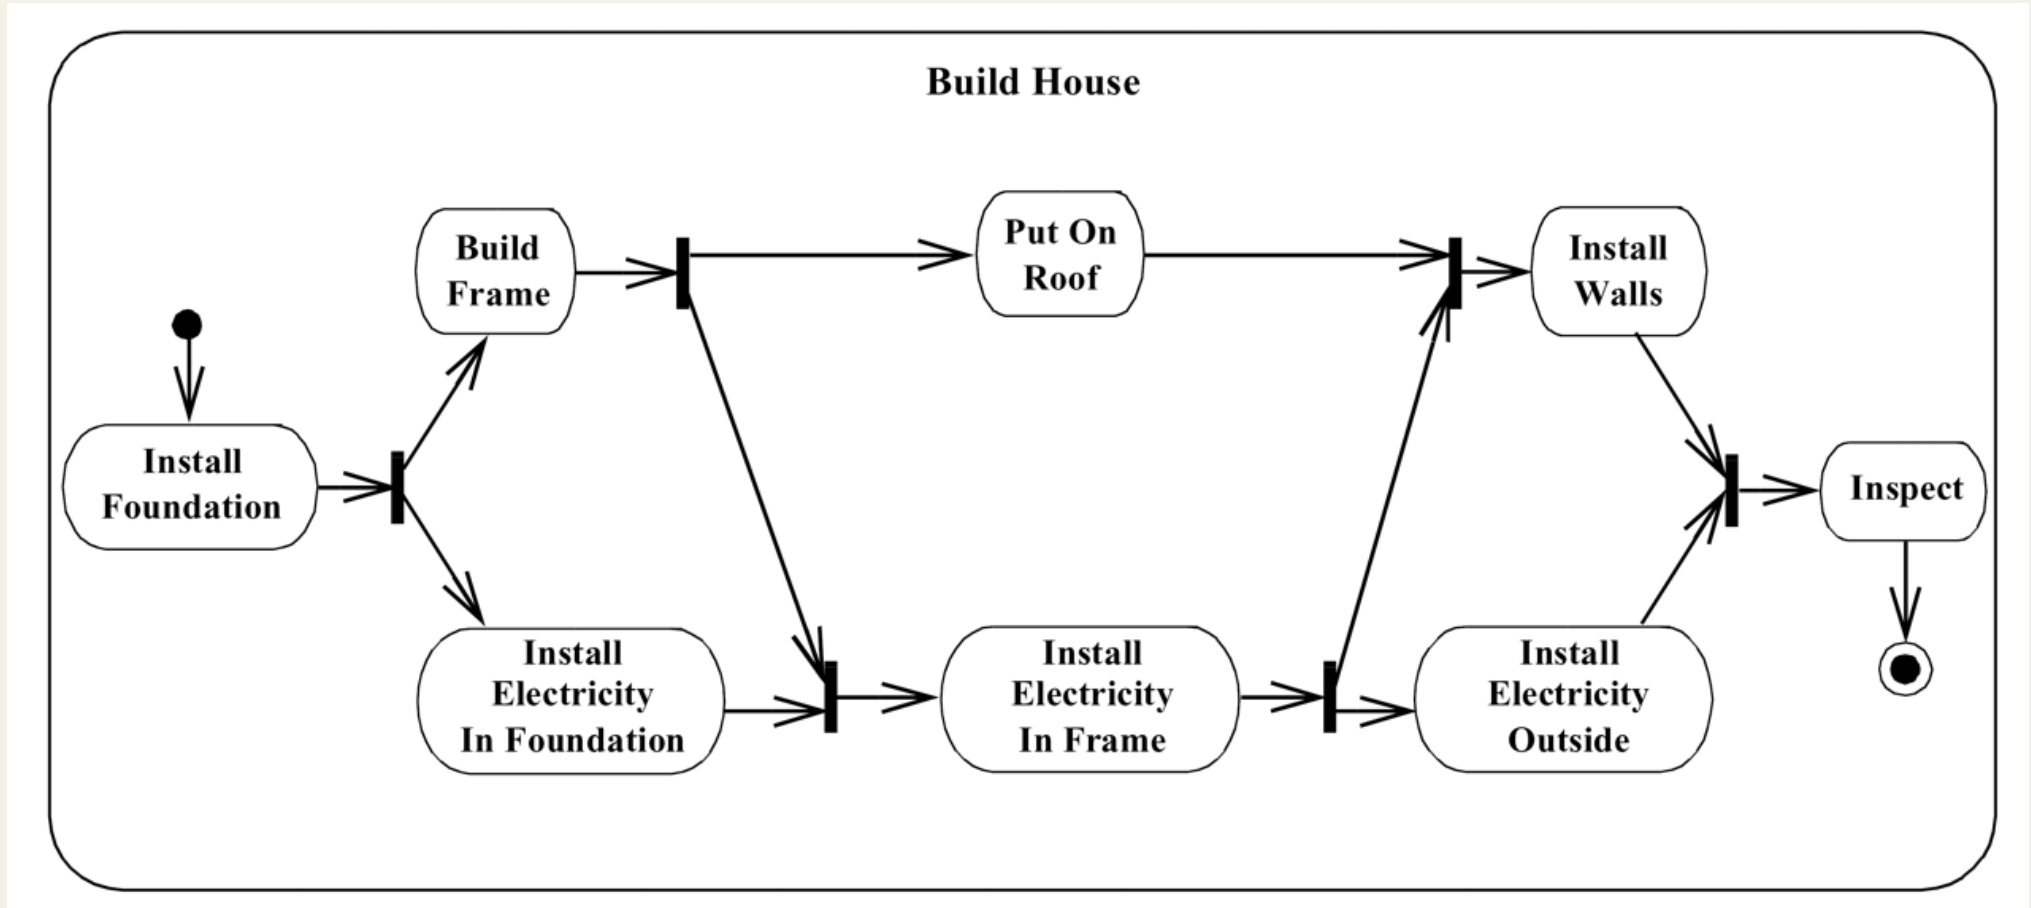 Build House
Build
Frame
Put On
Roof
Install
Walls
Install
Foundation
Inspect
Install
Electricity
In Foundation
Install
Electricity
In Frame
Install
Electricity
Outside